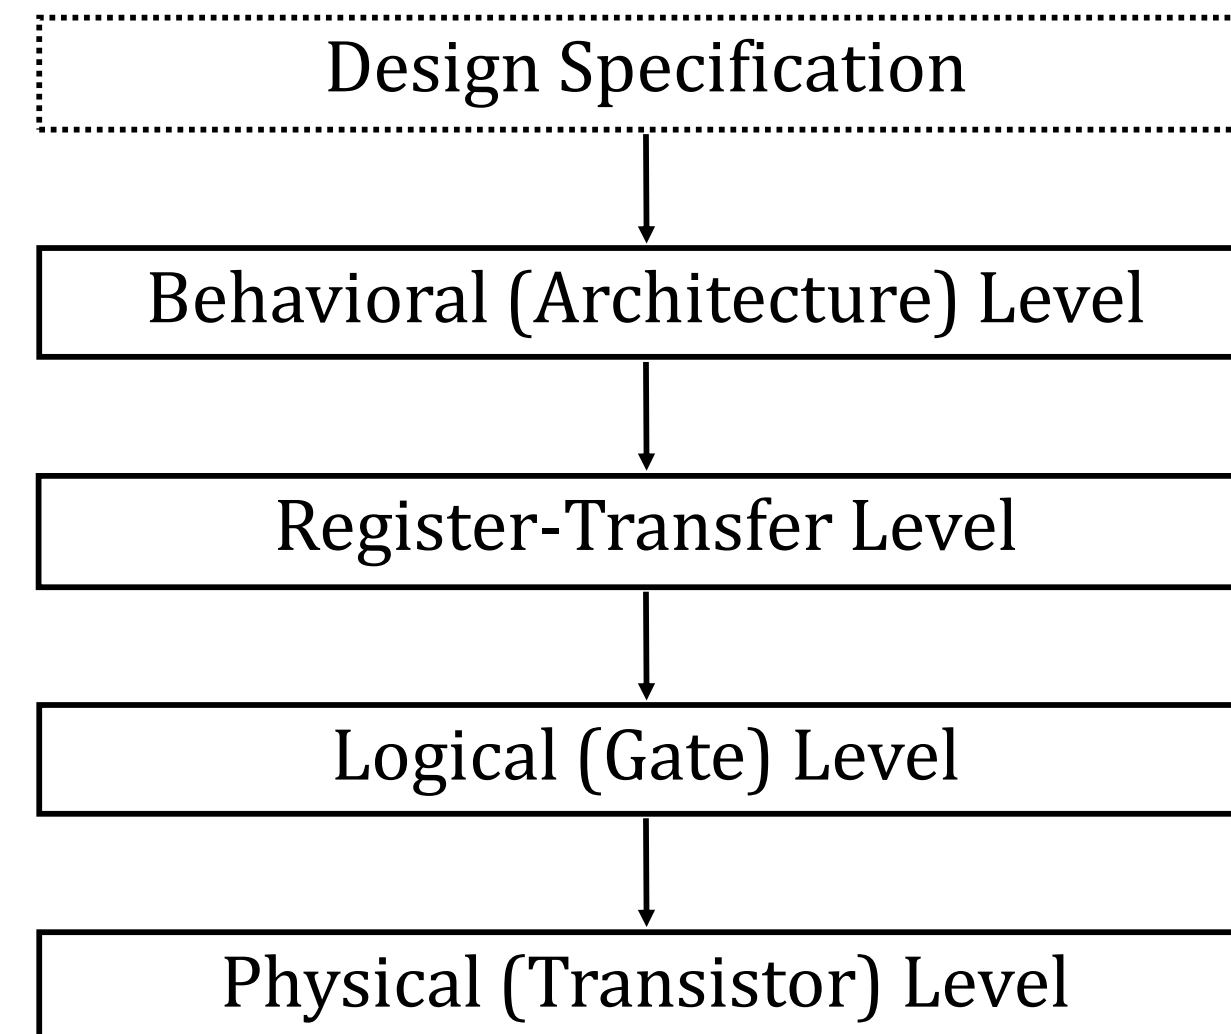 Design Specification
Behavioral (Architecture) Level
Register-Transfer Level
Logical (Gate) Level
Physical (Transistor) Level